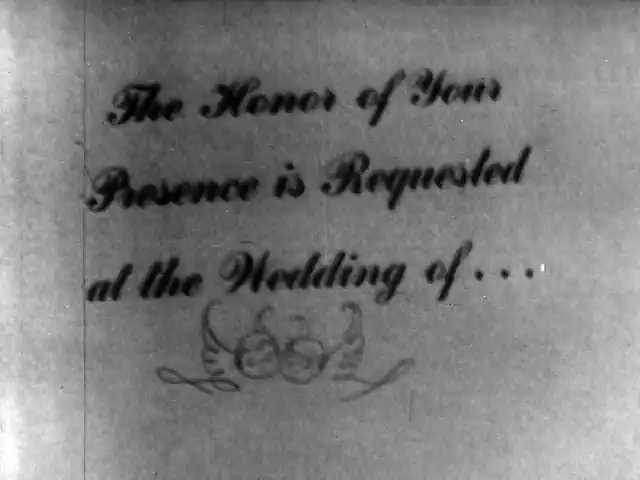 The Honor of Your
Presence is Requested
at the Wedding of...